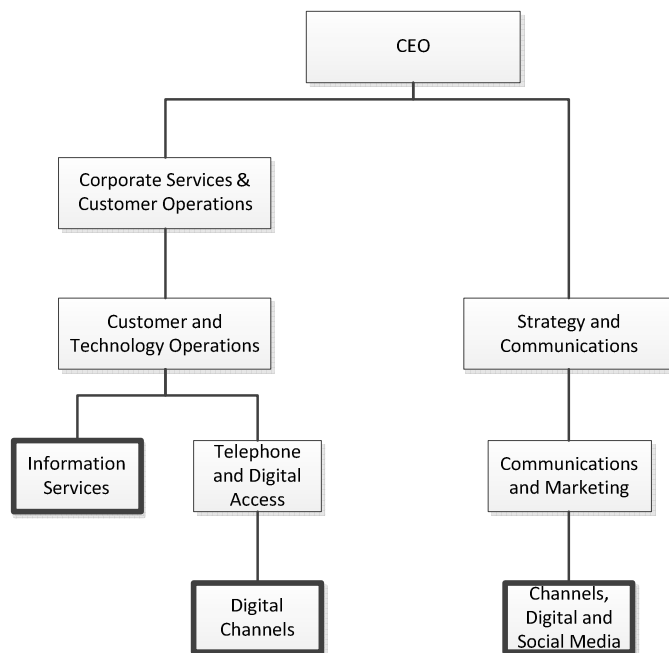 CEO
Corporate Services &
Customer Operations
Customer and
Technology Operations
Strategy and
Communications
Information
Services
Telephone
and Digital
Access
Communications
and Marketing
Digital
Channels
Channels,
Digital and
Social Media